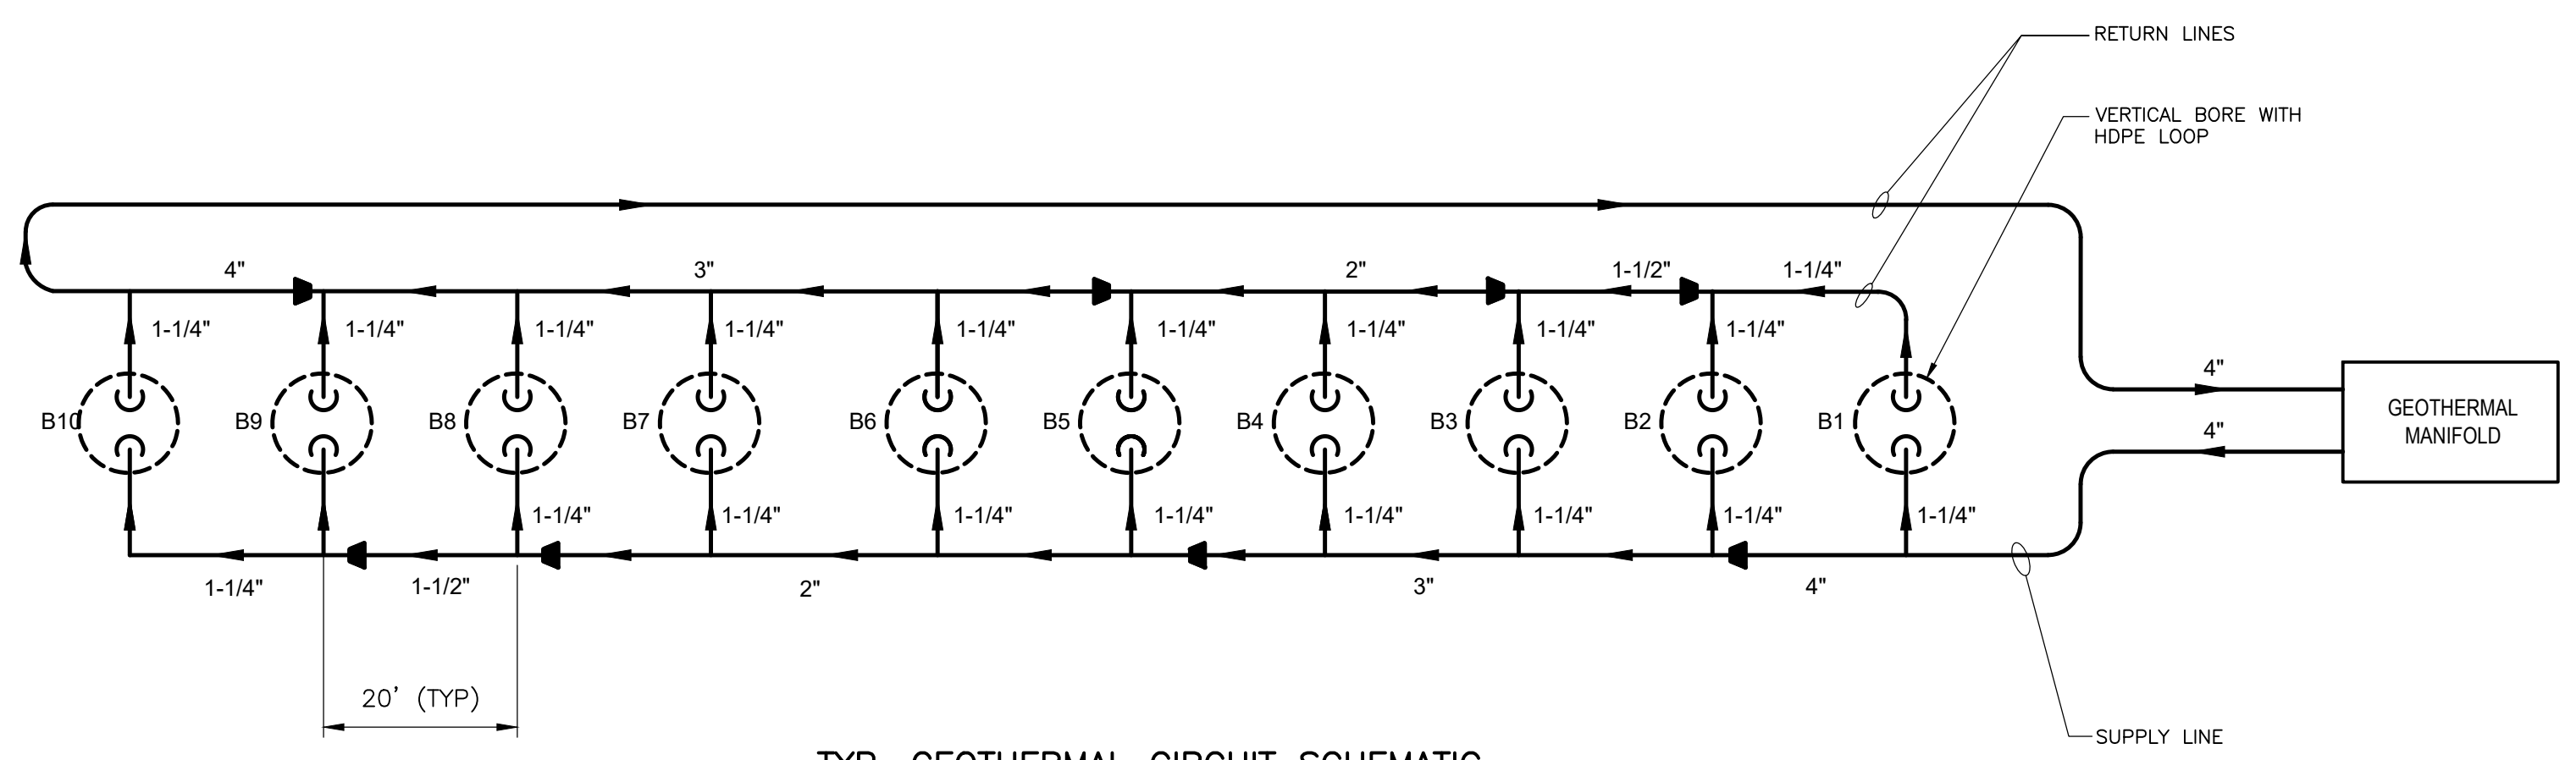 RETURN LINES
VERTICAL BORE WITH
HDPE LOOP
4" 3" 2" 1-1/2" 1-1/4"
1-1/4" 1-1/4" 1-1/4" 1-1/4" 1-1/4" 1-1/4" 1-1/4" 1-1/4" 1-1/4"
4"
B10 B9 B8 B7 B6 B5 B4 B3 B2 B1
GEOTHERMAL
MANIFOLD
4"
1-1/4" 1-1/4" 1-1/4" 1-1/4" 1-1/4" 1-1/4" 1-1/4" 1-1/4"
1-1/4" 1-1/2" 2" 3" 4"
20' (TYP)
SUPPLY LINE
TYP. GEOTHERMAL CIRCUIT SCHEMATIC